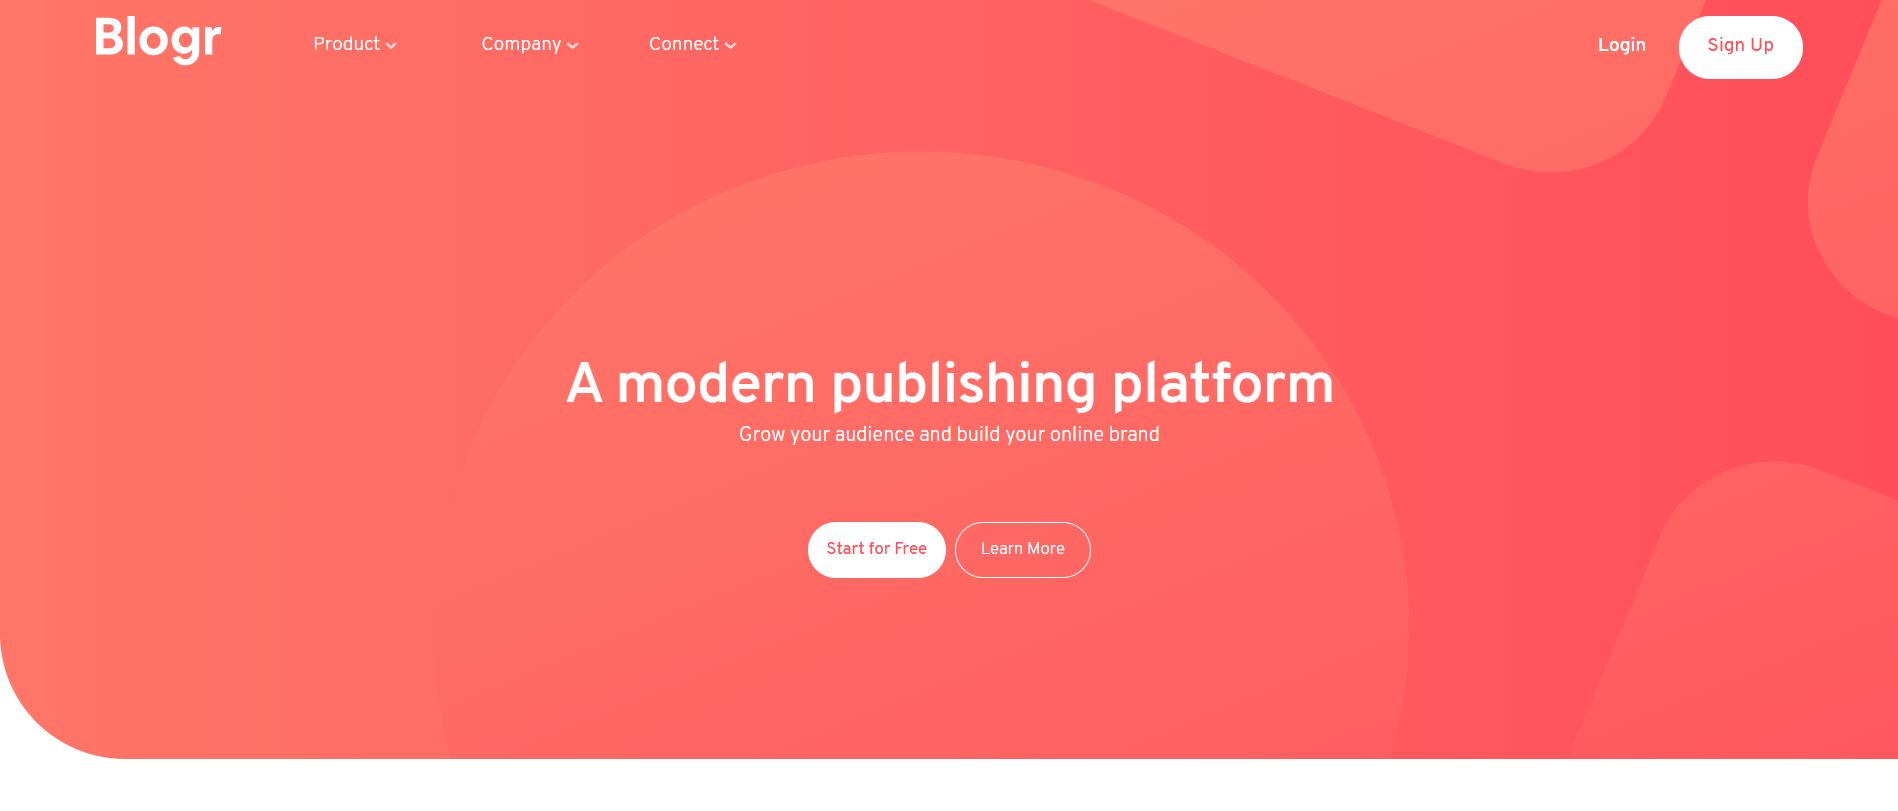 Blogr
Product
Company
Connect
Login
Sign Up
A modern publishing platform
Grow your audience and build your online brand
Start for Free
Learn More